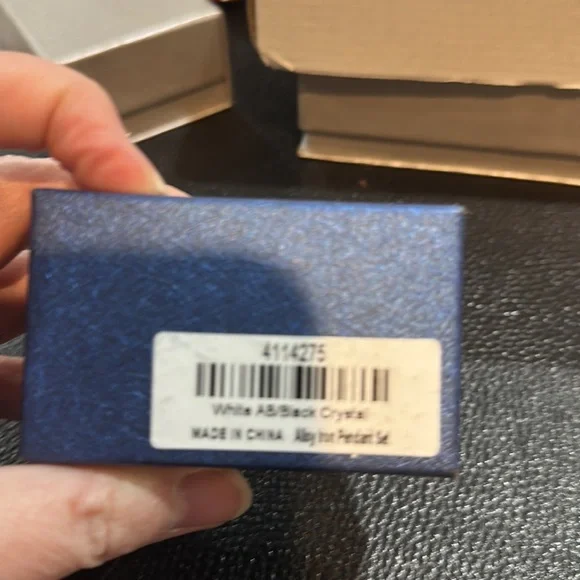 4114275
White AB/Black Crystal
MADE IN CHINA Alloy Iron Pendant Set